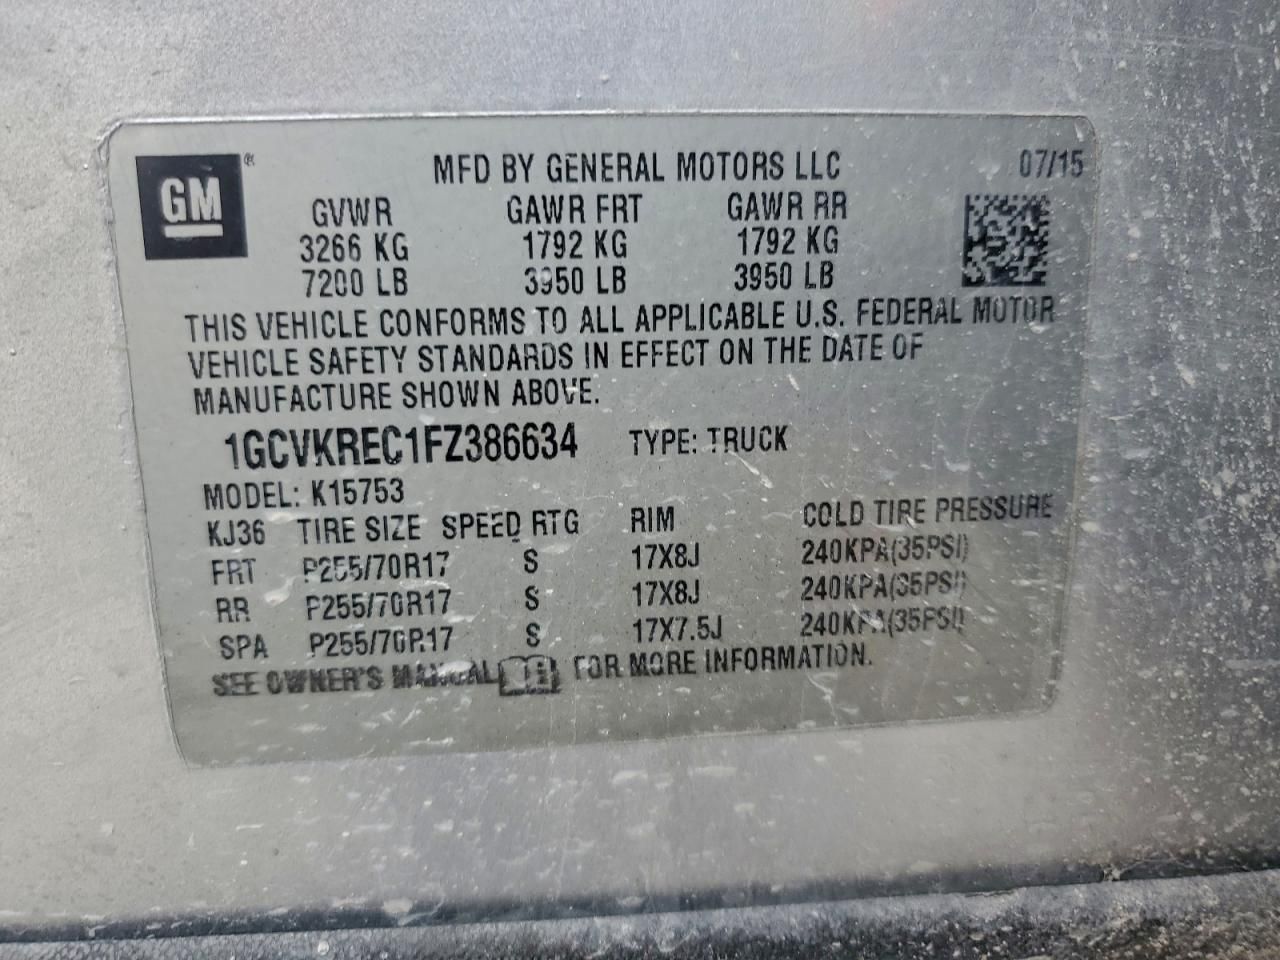 GM ® MFD BY GENERAL MOTORS LLC 07/15
GVWR GAWR FRT GAWR RR
3266 KG 1792 KG 1792 KG
7200 LB 3950 LB 3950 LB
THIS VEHICLE CONFORMS TO ALL APPLICABLE U.S. FEDERAL MOTOR
VEHICLE SAFETY STANDARDS IN EFFECT ON THE DATE OF
MANUFACTURE SHOWN ABOVE.
1GCVKREC1FZ386634 TYPE: TRUCK
MODEL: K15753
KJ36 TIRE SIZE SPEED RTG RIM COLD TIRE PRESSURE
FRT P255/70R17 S 17X8J 240KPA(35PSI)
RR P255/70R17 S 17X8J 240KPA(35PSI)
SPA P255/70R17 S 17X7.5J 240KPA(35PSI)
SEE OWNER'S MANUAL FOR MORE INFORMATION.